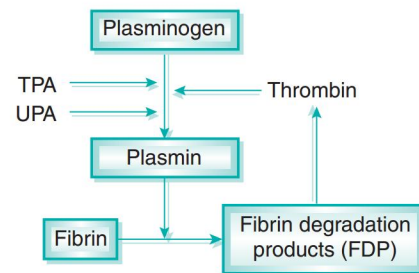 Plasminogen
TPA
Thrombin
UPA
Plasmin
Fibrin
Fibrin degradation
products (FDP)